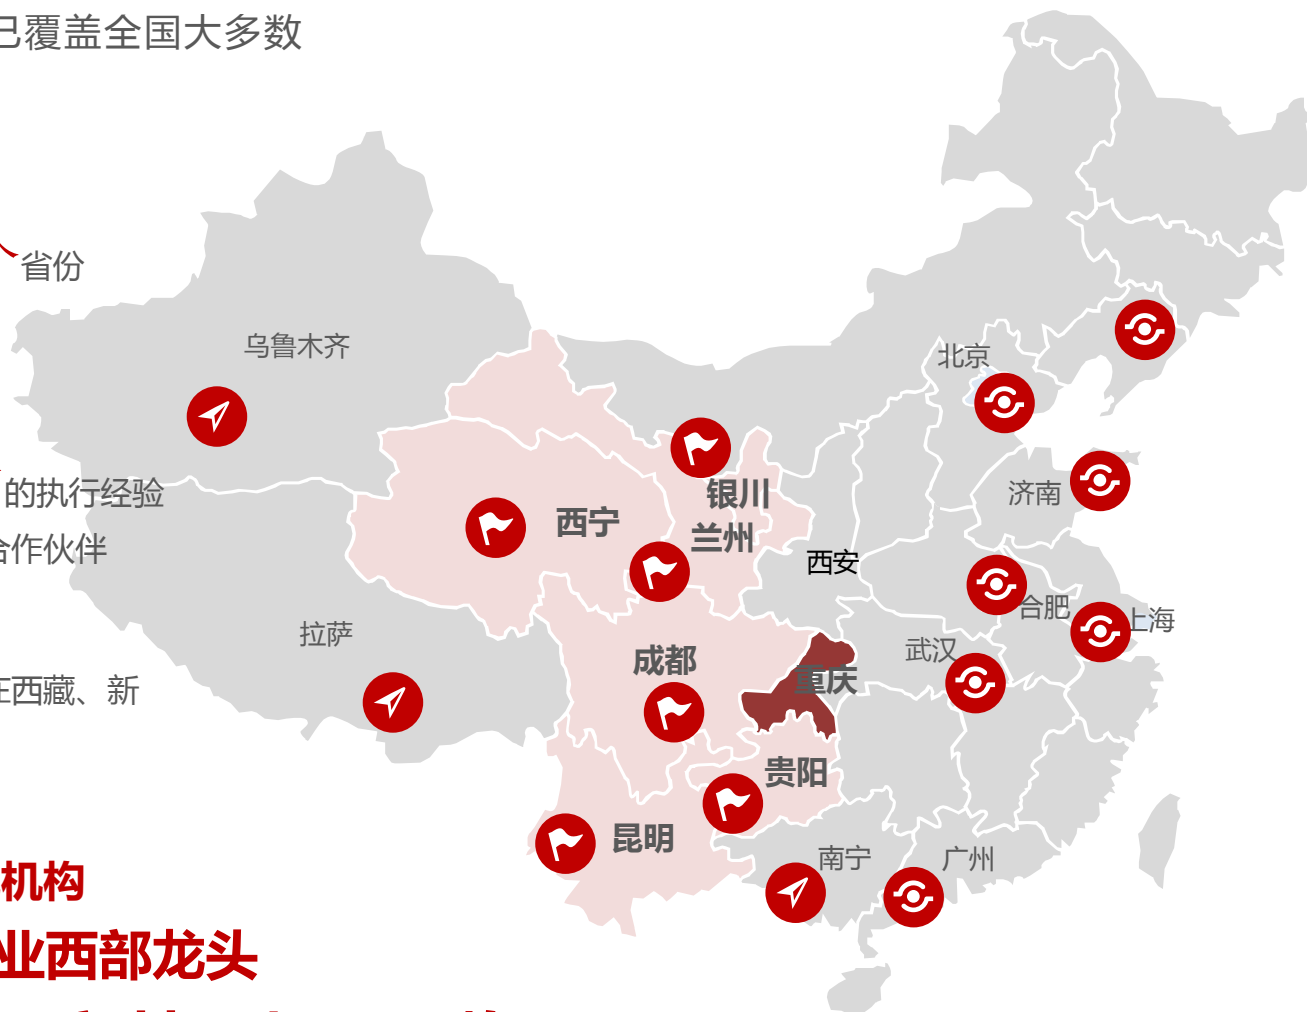 已覆盖全国大多数
省份
乌鲁木齐
北京
的执行经验
银川
济南
西宁
兰州
合作伙伴
西安
合肥
上海
拉萨
武汉
成都
重庆
在西藏、新
贵阳
昆明
南宁
广州
机构
业西部龙头